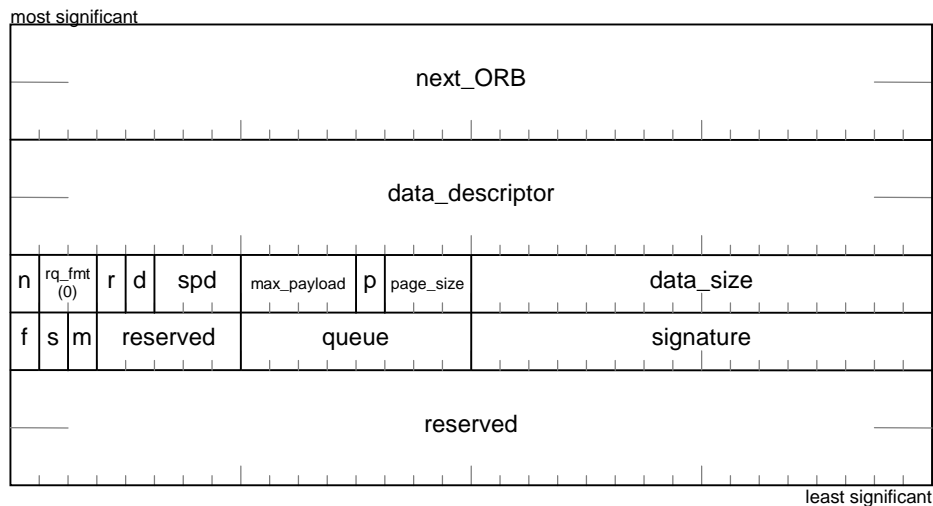 most significant
next_ORB
data_descriptor
n rq_fmt (0) r d spd max_payload p page_size data_size
f s m reserved queue signature
reserved
least significant